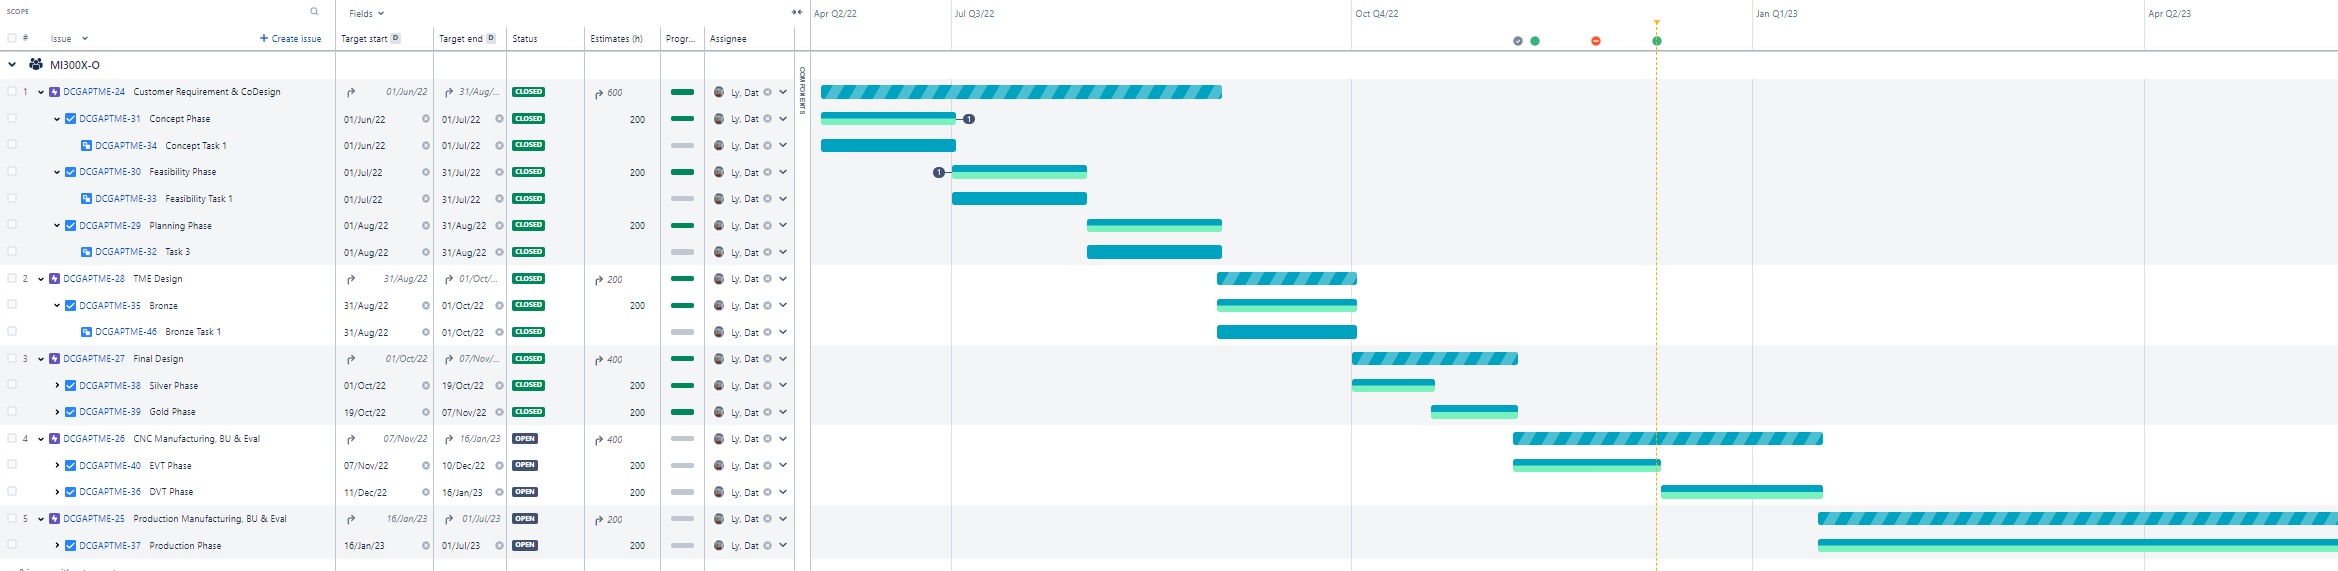 SCOPE
Fields
Apr Q2/22 Jul Q3/22 Oct Q4/22 Jan Q1/23 Apr Q2/23
# Issue + Create issue Target start D Target end D Status Estimates (h) Progr... Assignee
COMPONENTS
MI300X-O
1 DCGAPTME-24 Customer Requirement & CoDesign 01/Jun/22 31/Aug/... CLOSED 600 Ly, Dat
DCGAPTME-31 Concept Phase 01/Jun/22 01/Jul/22 CLOSED 200 Ly, Dat 1
DCGAPTME-34 Concept Task 1 01/Jun/22 01/Jul/22 CLOSED Ly, Dat
DCGAPTME-30 Feasibility Phase 01/Jul/22 31/Jul/22 CLOSED 200 Ly, Dat 1
DCGAPTME-33 Feasibility Task 1 01/Jul/22 31/Jul/22 CLOSED Ly, Dat
DCGAPTME-29 Planning Phase 01/Aug/22 31/Aug/22 CLOSED 200 Ly, Dat
DCGAPTME-32 Task 3 01/Aug/22 31/Aug/22 CLOSED Ly, Dat
2 DCGAPTME-28 TME Design 31/Aug/22 01/Oct/... CLOSED 200 Ly, Dat
DCGAPTME-35 Bronze 31/Aug/22 01/Oct/22 CLOSED 200 Ly, Dat
DCGAPTME-46 Bronze Task 1 31/Aug/22 01/Oct/22 CLOSED Ly, Dat
3 DCGAPTME-27 Final Design 01/Oct/22 07/Nov/... CLOSED 400 Ly, Dat
DCGAPTME-38 Silver Phase 01/Oct/22 19/Oct/22 CLOSED 200 Ly, Dat
DCGAPTME-39 Gold Phase 19/Oct/22 07/Nov/22 CLOSED 200 Ly, Dat
4 DCGAPTME-26 CNC Manufacturing, BU & Eval 07/Nov/22 16/Jan/23 OPEN 400 Ly, Dat
DCGAPTME-40 EVT Phase 07/Nov/22 10/Dec/22 OPEN 200 Ly, Dat
DCGAPTME-36 DVT Phase 11/Dec/22 16/Jan/23 OPEN 200 Ly, Dat
5 DCGAPTME-25 Production Manufacturing, BU & Eval 16/Jan/23 01/Jul/23 OPEN 200 Ly, Dat
DCGAPTME-37 Production Phase 16/Jan/23 01/Jul/23 OPEN 200 Ly, Dat